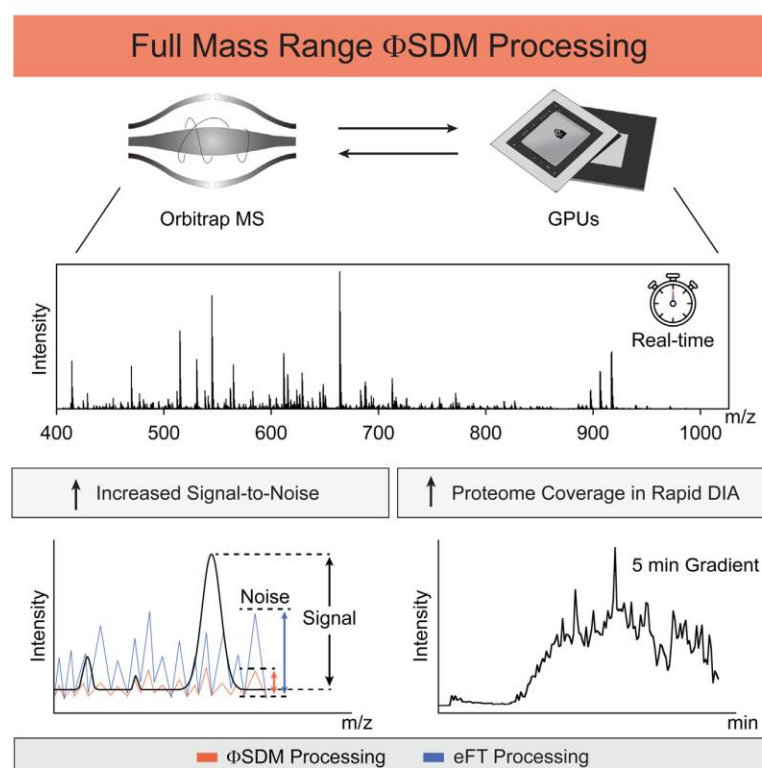 Full Mass Range ΦSDM Processing
Orbitrap MS
GPUs
Intensity
Real-time
m/z
400 500 600 700 800 900 1000
↑ Increased Signal-to-Noise
↑ Proteome Coverage in Rapid DIA
Intensity
Noise
Signal
m/z
Intensity
5 min Gradient
min
ΦSDM Processing
eFT Processing